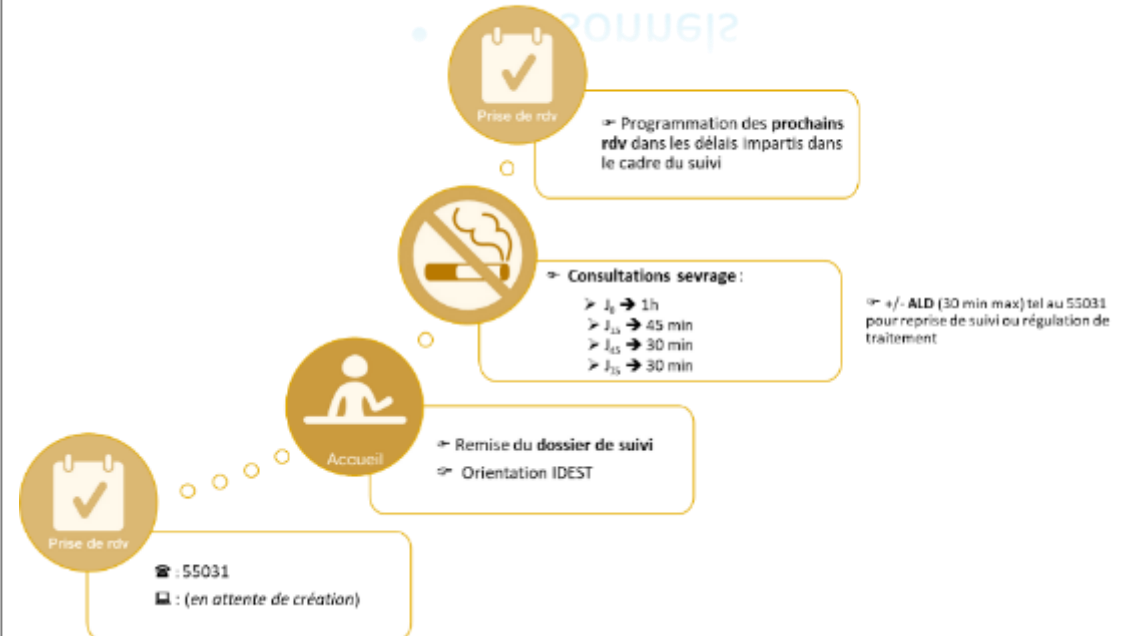 Prise de rdv
☞ Programmation des prochains
rdv dans les délais impartis dans
le cadre du suivi
☞ Consultations sevrage :
➢ J0 ➔ 1h
➢ J15 ➔ 45 min
➢ J45 ➔ 30 min
➢ J75 ➔ 30 min
☞ +/- ALD (30 min max) tel au 55031
pour reprise de suivi ou régulation de
traitement
Accueil
☞ Remise du dossier de suivi
☞ Orientation IDEST
Prise de rdv
☎ : 55031
💻 : (en attente de création)